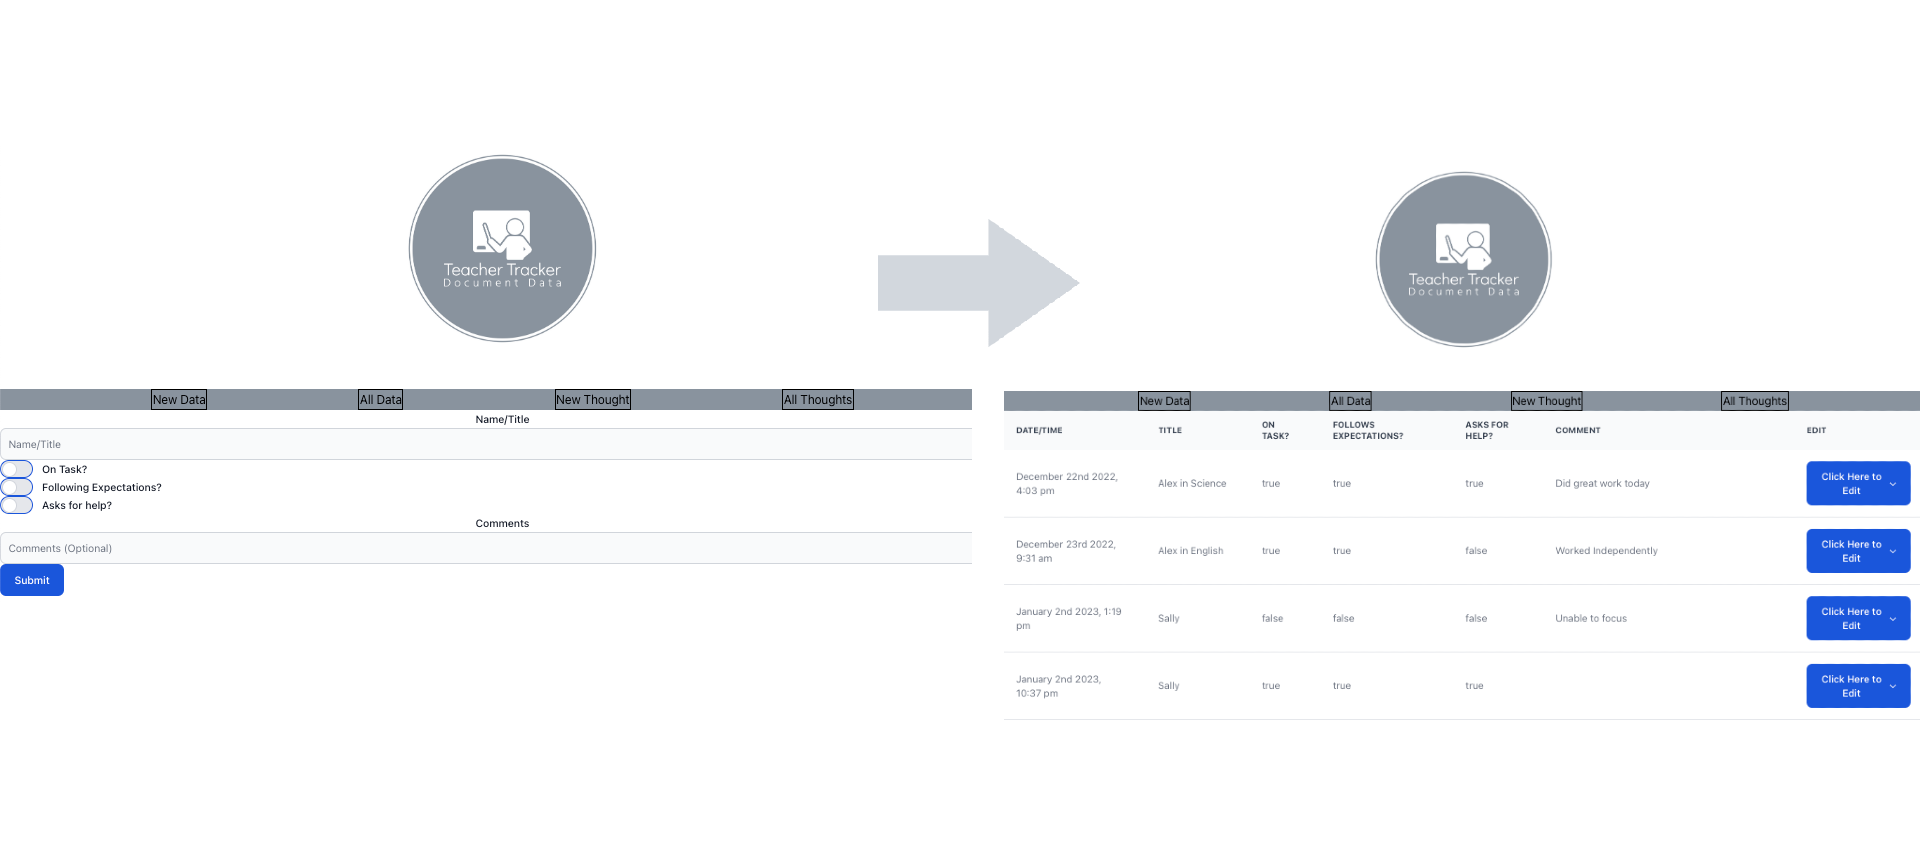 Teacher Tracker
Document Data
New Data All Data New Thought All Thoughts
Name/Title
Name/Title
On Task?
Following Expectations?
Asks for help?
Comments
Comments (Optional)
Submit
Teacher Tracker
Document Data
New Data All Data New Thought All Thoughts
DATE/TIME TITLE ON TASK? FOLLOWS EXPECTATIONS? ASKS FOR HELP? COMMENT EDIT
December 22nd 2022, 4:03 pm Alex in Science true true true Did great work today Click Here to Edit
December 23rd 2022, 9:31 am Alex in English true true false Worked Independently Click Here to Edit
January 2nd 2023, 1:19 pm Sally false false false Unable to focus Click Here to Edit
January 2nd 2023, 10:37 pm Sally true true true Click Here to Edit